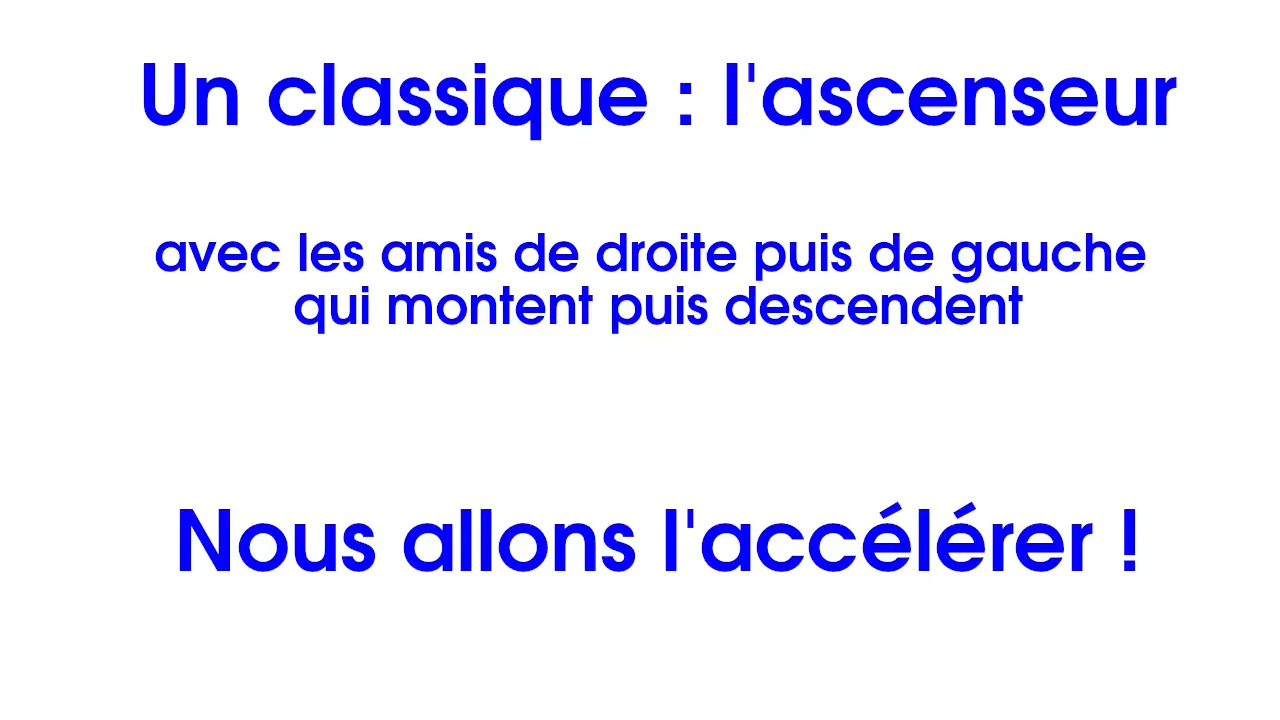 Un classique : l'ascenseur
avec les amis de droite puis de gauche
qui montent puis descendent
Nous allons l'accélérer !